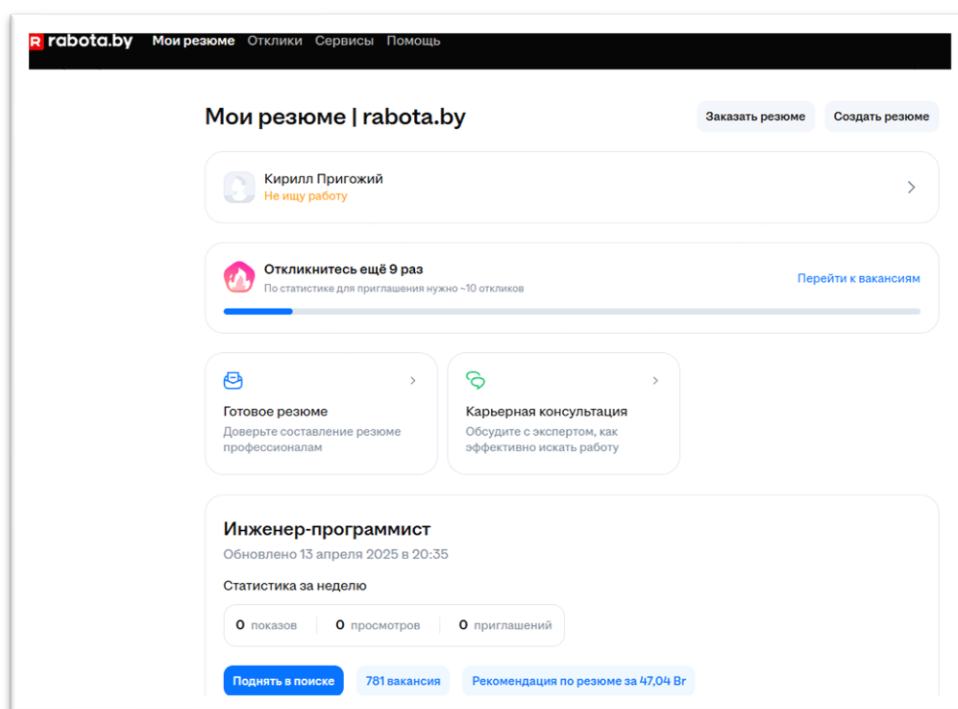 R rabota.by Мои резюме Отклики Сервисы Помощь
Мои резюме | rabota.by
Заказать резюме Создать резюме
Кирилл Пригожий
Не ищу работу
Откликнитесь ещё 9 раз
По статистике для приглашения нужно ~10 откликов
Перейти к вакансиям
Готовое резюме
Доверьте составление резюме
профессионалам
Карьерная консультация
Обсудите с экспертом, как
эффективно искать работу
Инженер-программист
Обновлено 13 апреля 2025 в 20:35
Статистика за неделю
0 показов 0 просмотров 0 приглашений
Поднять в поиске 781 вакансия Рекомендация по резюме за 47,04 Br